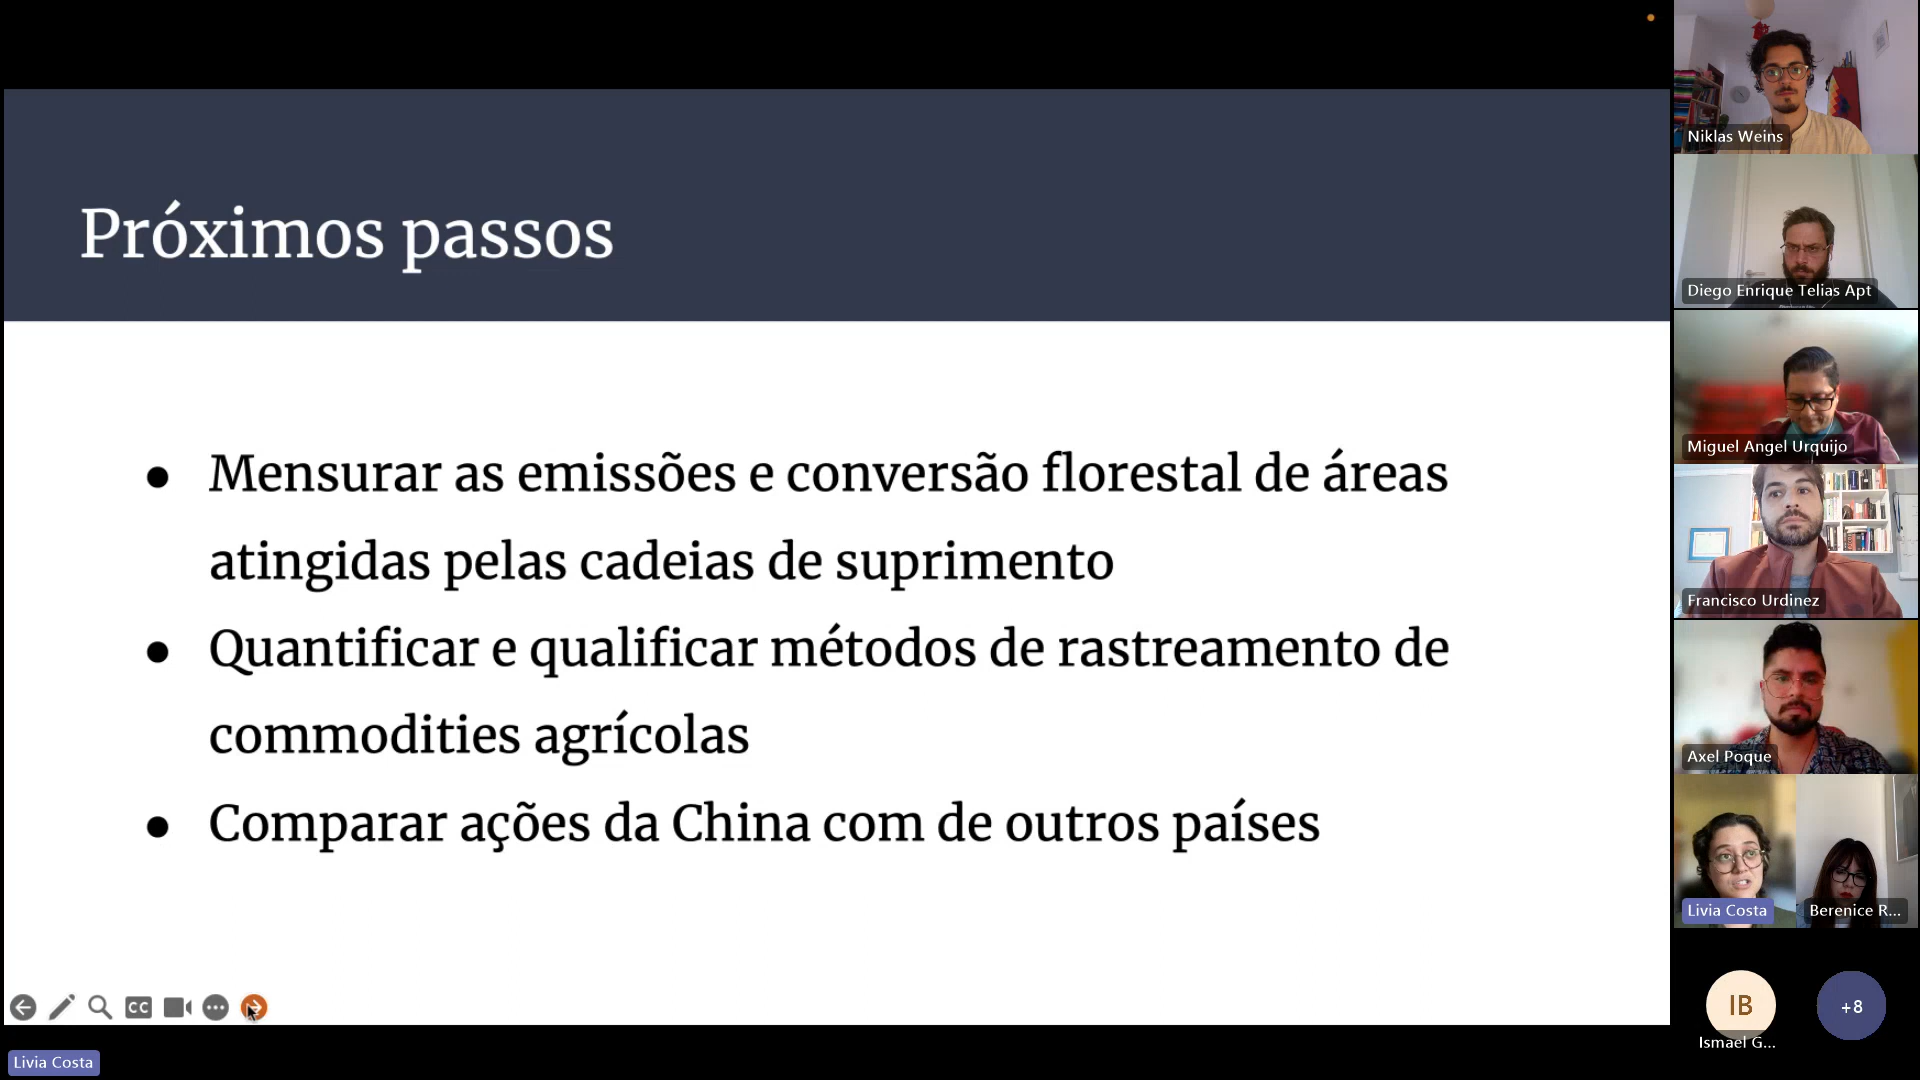 Próximos passos
● Mensurar as emissões e conversão florestal de áreas
atingidas pelas cadeias de suprimento
● Quantificar e qualificar métodos de rastreamento de
commodities agrícolas
● Comparar ações da China com de outros países
CC
Livia Costa
Niklas Weins
Diego Enrique Telias Apt
Miguel Angel Urquijo
Francisco Urdinez
Axel Poque
Livia Costa
Berenice R...
IB
Ismael G...
+8